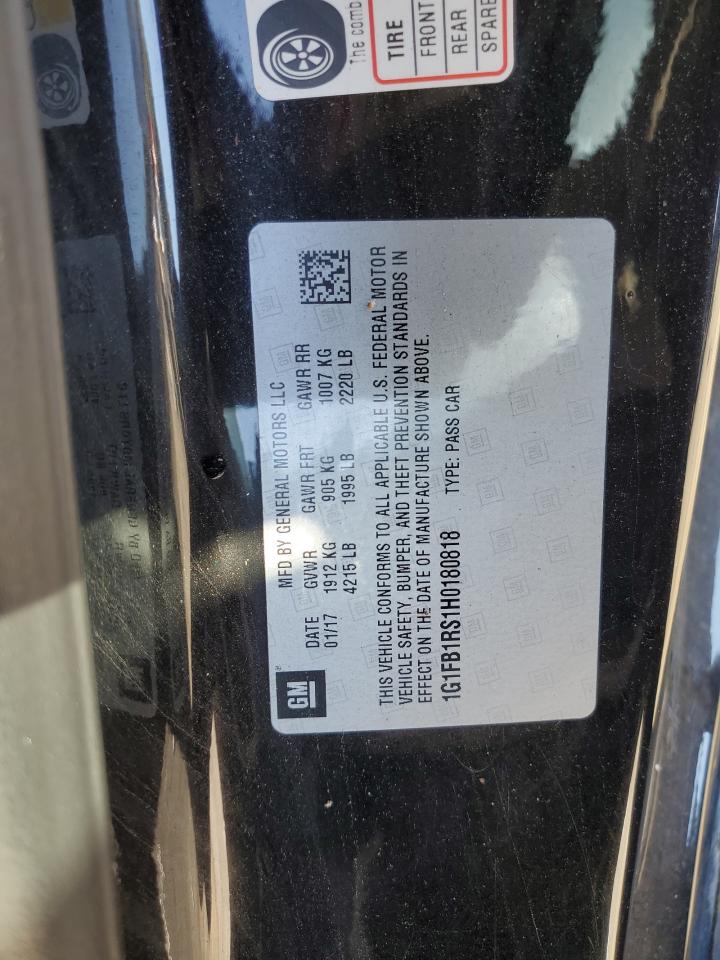 The comb
TIRE
FRONT
REAR
SPARE
GM
MFD BY GENERAL MOTORS LLC
DATE GVWR GAWR FRT GAWR RR
01/17 1912 KG 905 KG 1007 KG
4215 LB 1995 LB 2220 LB
THIS VEHICLE CONFORMS TO ALL APPLICABLE U.S. FEDERAL MOTOR
VEHICLE SAFETY, BUMPER, AND THEFT PREVENTION STANDARDS IN
EFFECT ON THE DATE OF MANUFACTURE SHOWN ABOVE.
1G1FB1RS1H0180818 TYPE: PASS CAR